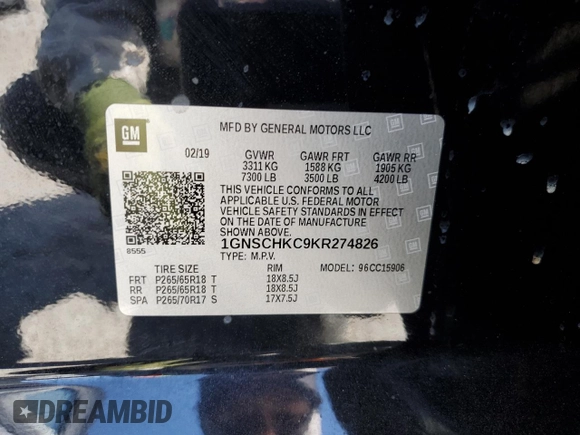 GM
MFD BY GENERAL MOTORS LLC
02/19 GVWR GAWR FRT GAWR RR
3311 KG 1588 KG 1905 KG
7300 LB 3500 LB 4200 LB
THIS VEHICLE CONFORMS TO ALL
APPLICABLE U.S. FEDERAL MOTOR
VEHICLE SAFETY STANDARDS IN EFFECT
ON THE DATE OF MANUFACTURE
SHOWN ABOVE.
8555
1GNSCHKC9KR274826
TYPE: M.P.V. MODEL: 96CC15906
TIRE SIZE RIM
FRT P265/65R18 T 18X8.5J
RR P265/65R18 T 18X8.5J
SPA P265/70R17 S 17X7.5J
DREAMBID